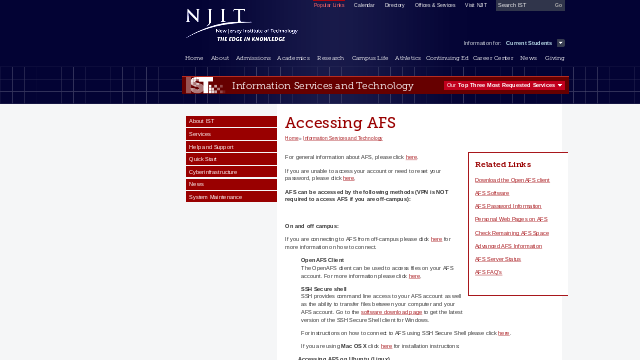 Popular Links Calendar Directory Offices & Services Visit NJIT Search IST Go
NJIT
New Jersey Institute of Technology
THE EDGE IN KNOWLEDGE
Information for: Current Students
Home About Admissions Academics Research Campus Life Athletics Continuing Ed Career Center News Giving
IST Information Services and Technology Our Top Three Most Requested Services
About IST
Services
Help and Support
Quick Start
Cyberinfrastructure
News
System Maintenance
Accessing AFS
Home» Information Services and Technology
For general information about AFS, please click here.
If you are unable to access your account or need to reset your
password, please click here.
AFS can be accessed by the following methods (VPN is NOT
required to access AFS if you are off-campus):
On and off campus:
If you are connecting to AFS from off-campus please click here for
more information on how to connect.
OpenAFS Client
The OpenAFS client can be used to access files on your AFS
account. For more information please click here.
SSH Secure shell
SSH provides command line access to your AFS account as well
as the ability to transfer files between your computer and your
AFS account. Go to the software download page to get the latest
version of the SSH Secure Shell client for Windows.
For instructions on how to connect to AFS using SSH Secure Shell please click here.
If you are using Mac OS X click here for installation instructions
Accessing AFS on Ubuntu (Linux)
Related Links
Download the Open AFS client
AFS Software
AFS Password Information
Personal Web Pages on AFS
Check Remaining AFS Space
Advanced AFS Information
AFS Server Status
AFS FAQ's